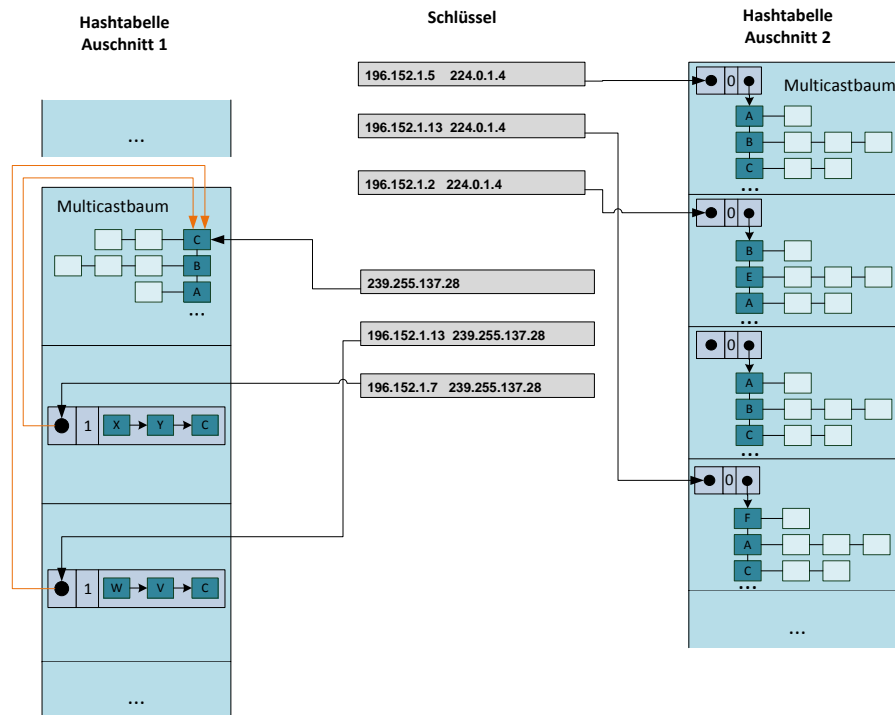 Hashtabelle
Auschnitt 1
...
Multicastbaum
C
B
A
...
1 X Y C
1 W V C
...
Schlüssel
196.152.1.5 224.0.1.4
196.152.1.13 224.0.1.4
196.152.1.2 224.0.1.4
239.255.137.28
196.152.1.13 239.255.137.28
196.152.1.7 239.255.137.28
Hashtabelle
Auschnitt 2
0 Multicastbaum
A
B
C
...
0
B
E
A
...
0
A
B
C
...
0
F
A
C
...
...